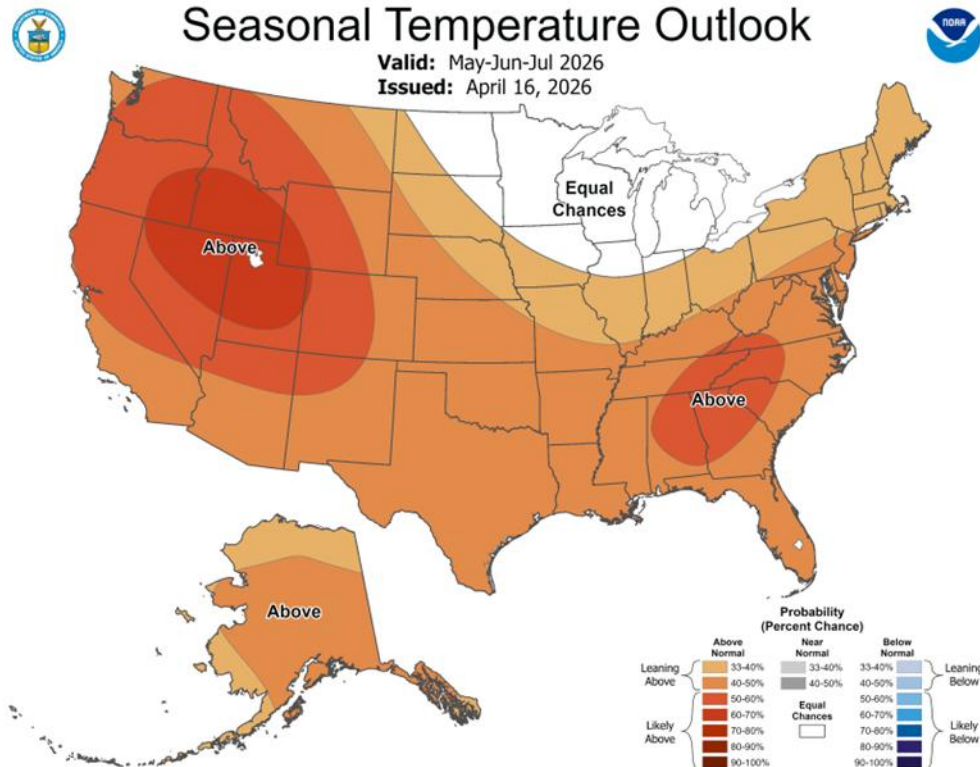 Seasonal Temperature Outlook
Valid: May-Jun-Jul 2026
Issued: April 16, 2026
NOAA
Equal
Chances
Above
Above
Above
Probability
(Percent Chance)
Above
Normal
Near
Normal
Below
Normal
Leaning
Above
33-40%
40-50%
33-40%
40-50%
33-40%
40-50%
Leaning
Below
Likely
Above
50-60%
60-70%
70-80%
80-90%
90-100%
Equal
Chances
50-60%
60-70%
70-80%
80-90%
90-100%
Likely
Below